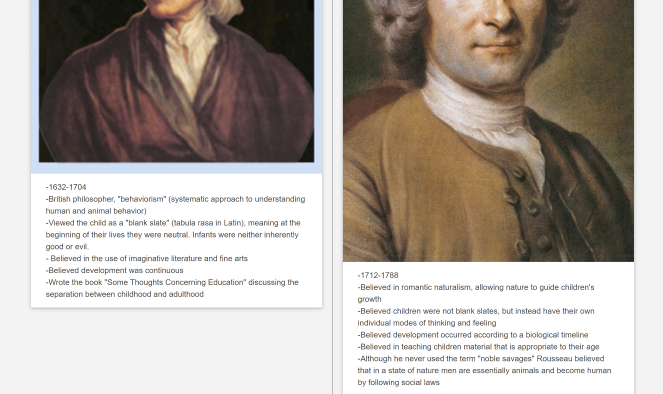 -1632-1704
-British philosopher, "behaviorism" (systematic approach to understanding
human and animal behavior)
-Viewed the child as a "blank slate" (tabula rasa in Latin), meaning at the
beginning of their lives they were neutral. Infants were neither inherently
good or evil.
- Believed in the use of imaginative literature and fine arts
-Believed development was continuous
-Wrote the book "Some Thoughts Concerning Education" discussing the
separation between childhood and adulthood
-1712-1788
-Believed in romantic naturalism, allowing nature to guide children's
growth
-Believed children were not blank slates, but instead have their own
individual modes of thinking and feeling
-Believed development occurred according to a biological timeline
-Believed in teaching children material that is appropriate to their age
-Although he never used the term "noble savages" Rousseau believed
that in a state of nature men are essentially animals and become human
by following social laws